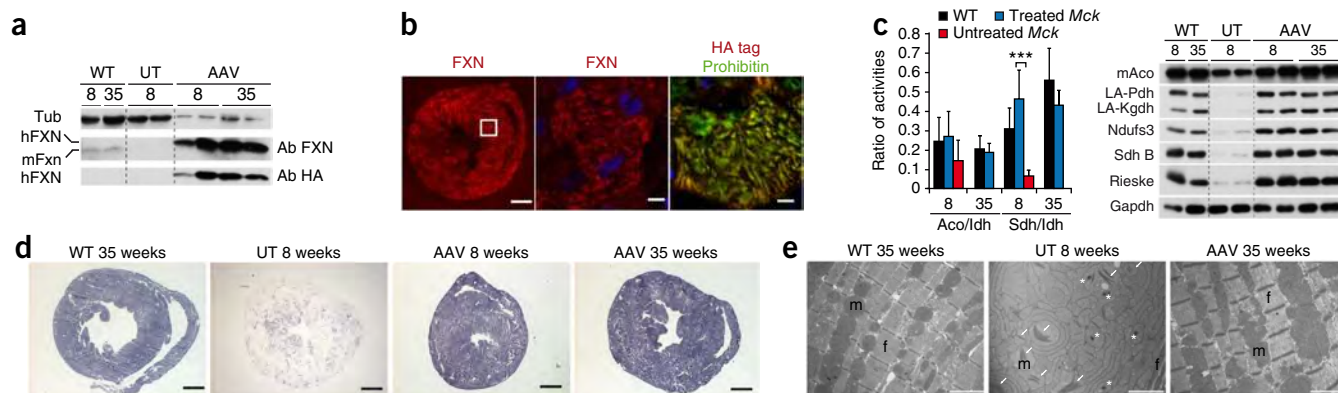 a
WT UT AAV
8 35 8 8 35
Tub
hFXN
mFxn
hFXN
Ab FXN
Ab HA
b
FXN
FXN
HA tag
Prohibitin
c
WT Treated Mck
Untreated Mck
Ratio of activities
0.8
0.7
0.6
0.5
0.4
0.3
0.2
0.1
0
***
8 35 8 35
Aco/Idh Sdh/Idh
WT UT AAV
8 35 8 8 35
mAco
LA-Pdh
LA-Kgdh
Ndufs3
Sdh B
Rieske
Gapdh
d
WT 35 weeks
UT 8 weeks
AAV 8 weeks
AAV 35 weeks
e
WT 35 weeks
m
f
UT 8 weeks
*
*
*
*
*
m
f
AAV 35 weeks
f
m